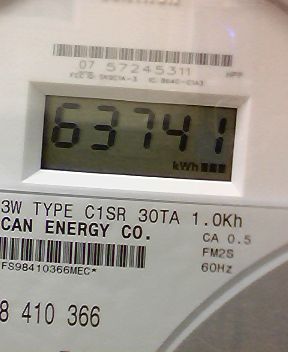 07 57245311 HPP
63741
kWh
3W TYPE C1SR 30TA 1.0Kh
CAN ENERGY CO.
CA 0.5
FM2S
60Hz
FS98410366MEC*
8 410 366